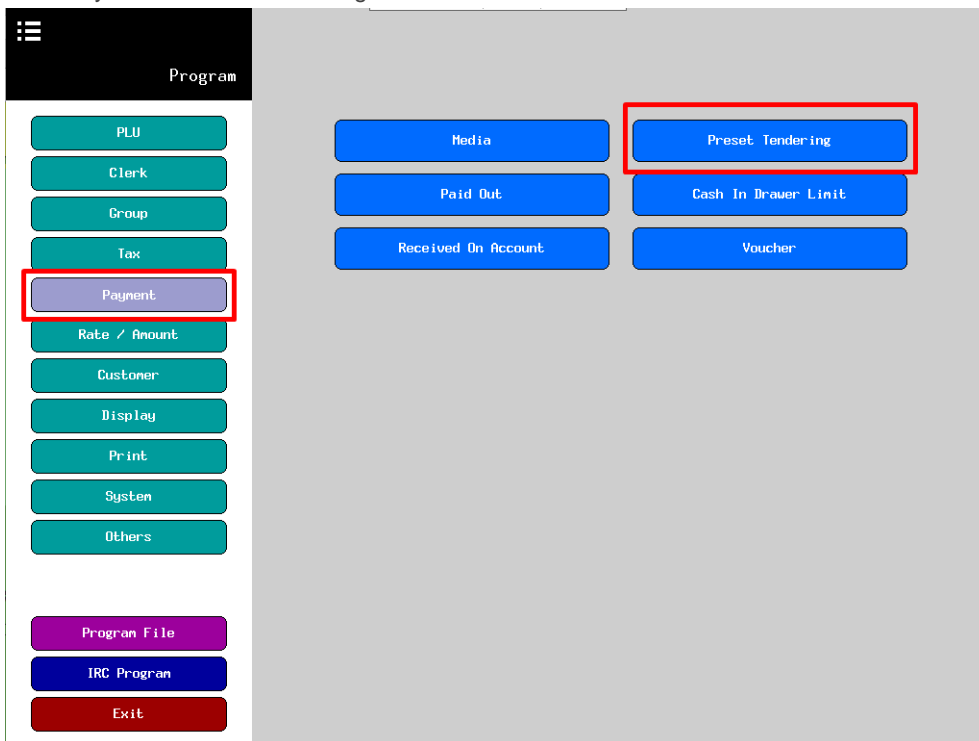 Program
PLU
Clerk
Group
Tax
Payment
Rate / Amount
Customer
Display
Print
System
Others
Program File
IRC Program
Exit
Media
Preset Tendering
Paid Out
Cash In Drawer Limit
Received On Account
Voucher